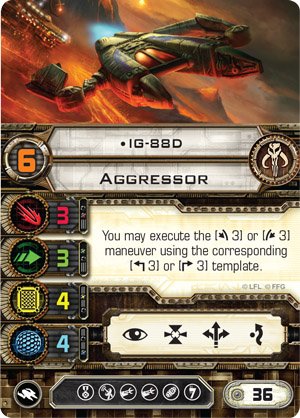 •IG-88D
6
AGGRESSOR
3
3
4
4
You may execute the [ 3] or [ 3]
maneuver using the corresponding
[ 3] or [ 3] template.
©LFL ©FFG
36